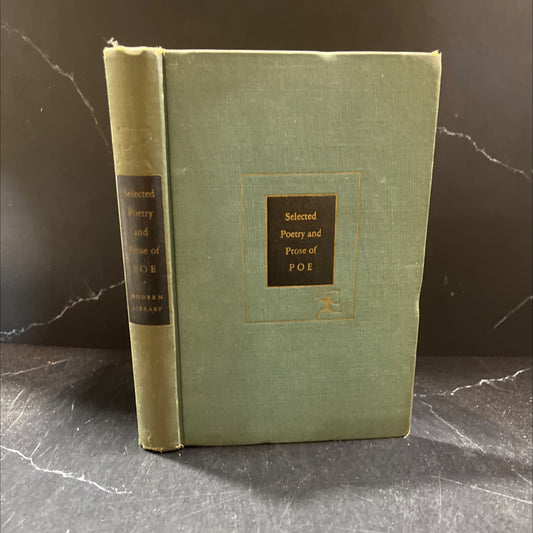 Selected
Poetry
and
Prose of
POE
MODERN
LIBRARY
Selected
Poetry and
Prose of
POE